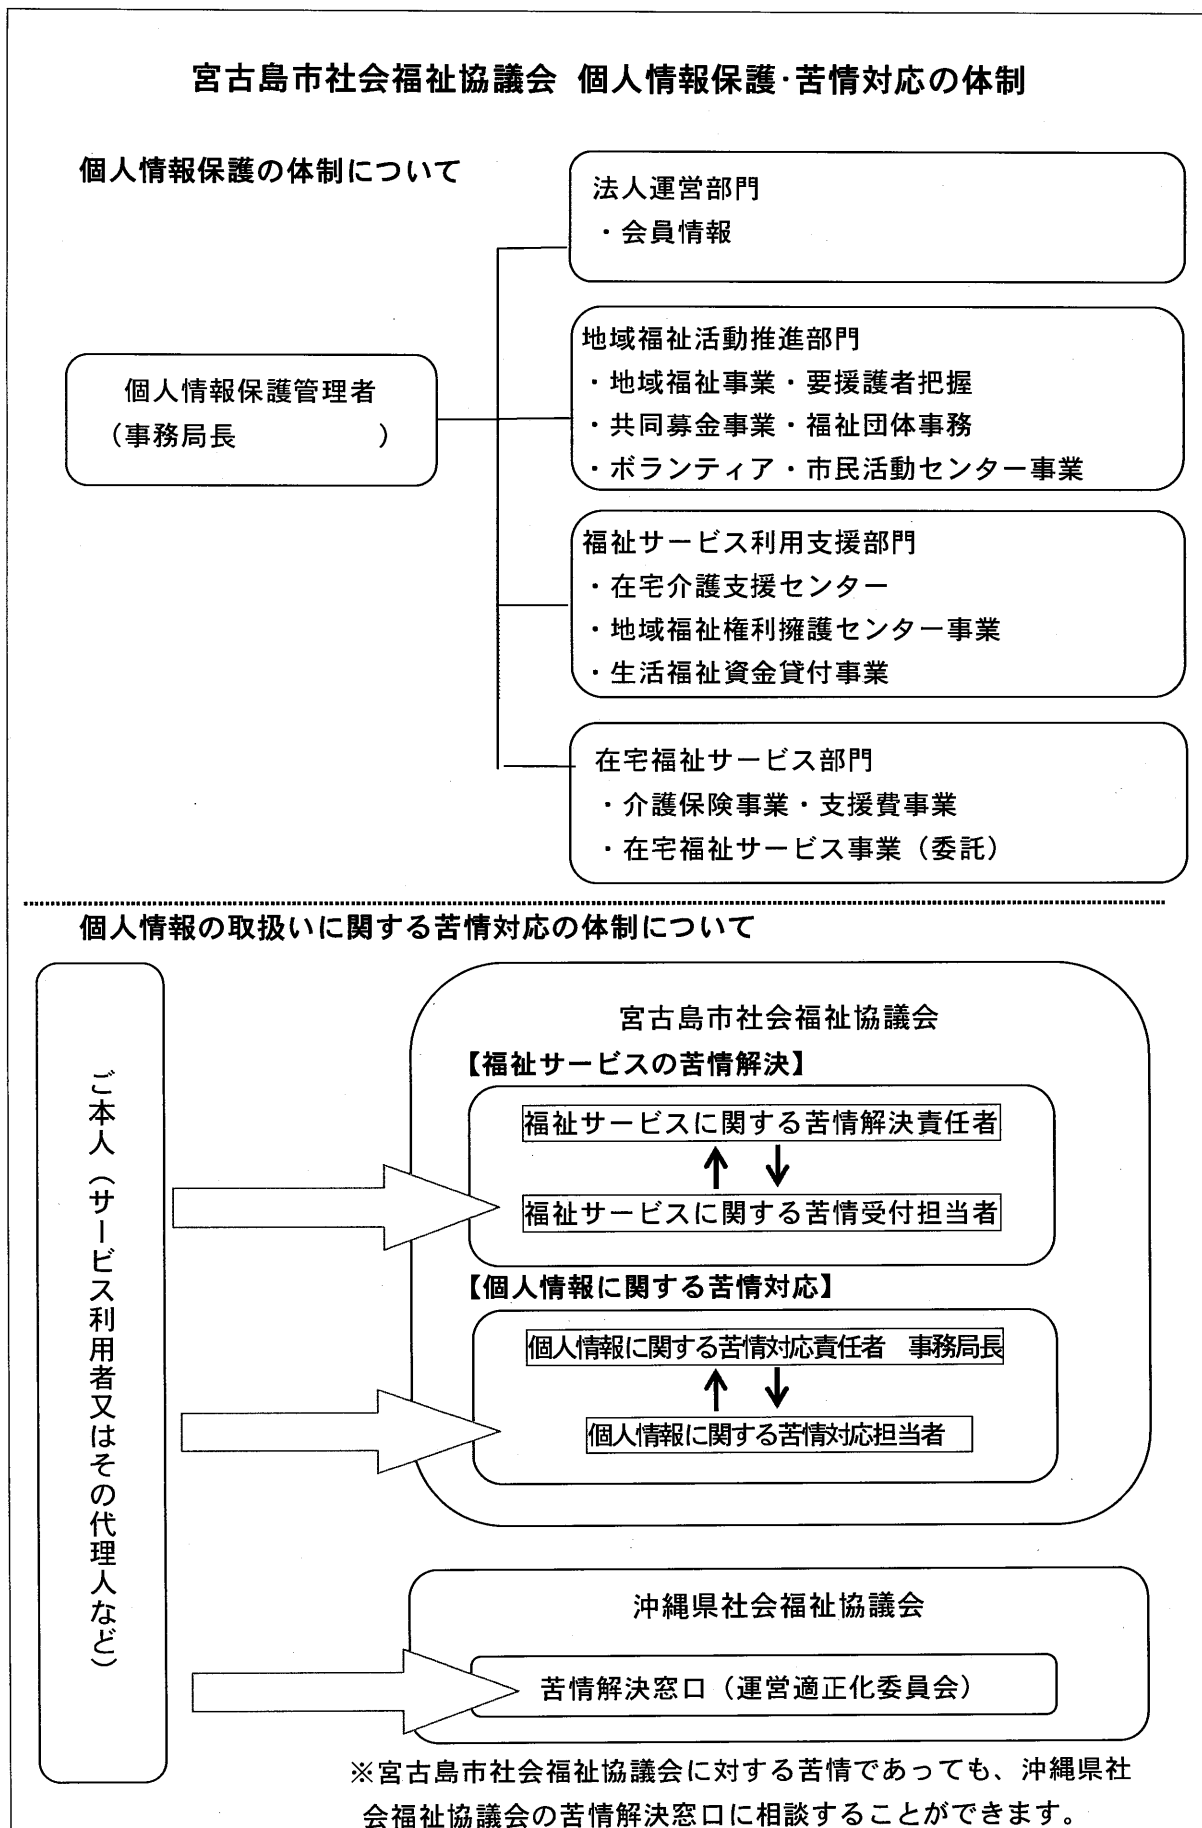 宮古島市社会福祉協議会 個人情報保護・苦情対応の体制
個人情報保護の体制について
法人運営部門
・会員情報
個人情報保護管理者
（事務局長　　　　　）
地域福祉活動推進部門
・地域福祉事業・要援護者把握
・共同募金事業・福祉団体事務
・ボランティア・市民活動センター事業
福祉サービス利用支援部門
・在宅介護支援センター
・地域福祉権利擁護センター事業
・生活福祉資金貸付事業
在宅福祉サービス部門
・介護保険事業・支援費事業
・在宅福祉サービス事業（委託）
個人情報の取扱いに関する苦情対応の体制について
ご本人（サービス利用者又はその代理人など）
宮古島市社会福祉協議会
【福祉サービスの苦情解決】
福祉サービスに関する苦情解決責任者
福祉サービスに関する苦情受付担当者
【個人情報に関する苦情対応】
個人情報に関する苦情対応責任者　事務局長
個人情報に関する苦情対応担当者
沖縄県社会福祉協議会
苦情解決窓口（運営適正化委員会）
※宮古島市社会福祉協議会に対する苦情であっても、沖縄県社
会福祉協議会の苦情解決窓口に相談することができます。